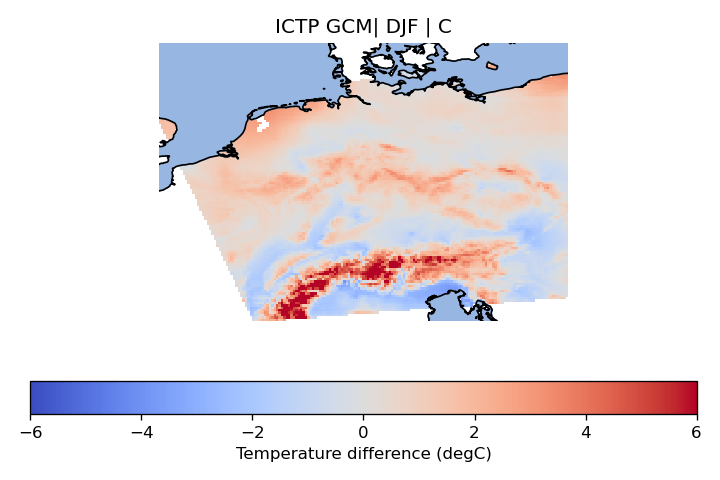 ICTP GCM| DJF | C
−6 −4 −2 0 2 4 6
Temperature difference (degC)